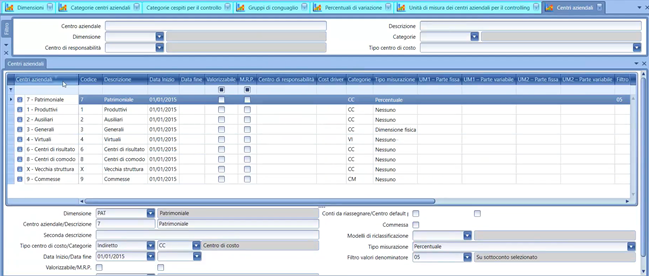 Dimensioni Categorie centri aziendali Categorie cespiti per il controllo Gruppi di conguaglio Percentuali di variazione Unità di misura dei centri aziendali per il controlling Centri aziendali
Filtro
Centro aziendale Descrizione
Dimensione Categorie
Centro di responsabilità Tipo centro di costo
Centri aziendali
Centri aziendali Codice Descrizione Data Inizio Data fine Valorizzabile M.R.P. Centro di responsabilità Cost driver Categorie Tipo misurazione UM1 - Parte fissa UM1 - Parte variabile UM2 - Parte fissa UM2 - Parte variabile Filtro
7 - Patrimoniale 7 Patrimoniale 01/01/2015 CC Percentuale 05
1 - Produttivi 1 Produttivi 01/01/2015 CC Nessuno
2 - Ausiliari 2 Ausiliari 01/01/2015 CC Nessuno
3 - Generali 3 Generali 01/01/2015 CC Dimensione fisica
4 - Virtuali 4 Virtuali 01/01/2015 VI Nessuno
6 - Centri di risultato 6 Centri di risultato 01/01/2015 CC Nessuno
8 - Centri di comodo 8 Centri di comodo 01/01/2015 CC Nessuno
X - Vecchia struttura X Vecchia struttura 01/01/2015 CC Nessuno
9 - Commesse 9 Commesse 01/01/2015 CM Nessuno
Dimensione PAT Patrimoniale Conti da riassegnare/Centro default
Centro aziendale/Descrizione 7 Patrimoniale Commessa
Seconda descrizione Modelli di riclassificazione
Tipo centro di costo/Categorie Indiretto CC Centro di costo Tipo misurazione Percentuale
Data Inizio/Data fine 01/01/2015 Filtro valori denominatore 05 Su sottoconto selezionato
Valorizzabile/M.R.P.